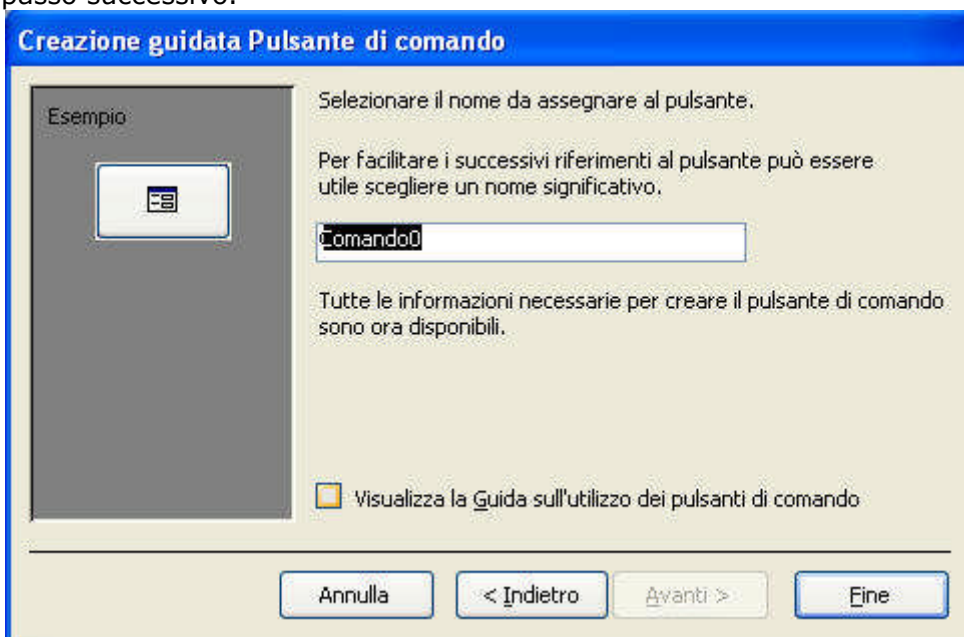 passo successivo.
Creazione guidata Pulsante di comando
Esempio
Selezionare il nome da assegnare al pulsante.
Per facilitare i successivi riferimenti al pulsante può essere
utile scegliere un nome significativo.
Comando0
Tutte le informazioni necessarie per creare il pulsante di comando
sono ora disponibili.
Visualizza la Guida sull'utilizzo dei pulsanti di comando
Annulla
< Indietro
Avanti >
Fine